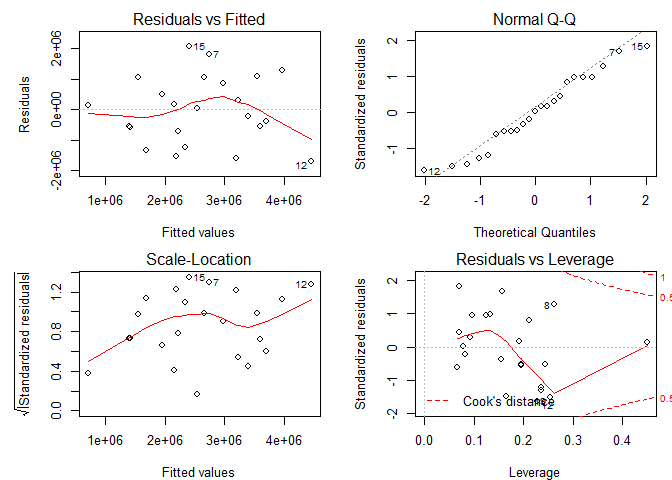 Residuals vs Fitted
Residuals
-2e+06
0e+00
2e+06
15
7
12
1e+06
2e+06
3e+06
4e+06
Fitted values
Normal Q-Q
Standardized residuals
-1
0
1
2
7
15
12
-2
-1
0
1
2
Theoretical Quantiles
Scale-Location
√|Standardized residuals|
0.0
0.4
0.8
1.2
15
7
12
1e+06
2e+06
3e+06
4e+06
Fitted values
Residuals vs Leverage
Standardized residuals
-2
-1
0
1
2
8
12
Cook's distance
1
0.5
0.5
0.0
0.1
0.2
0.3
0.4
Leverage